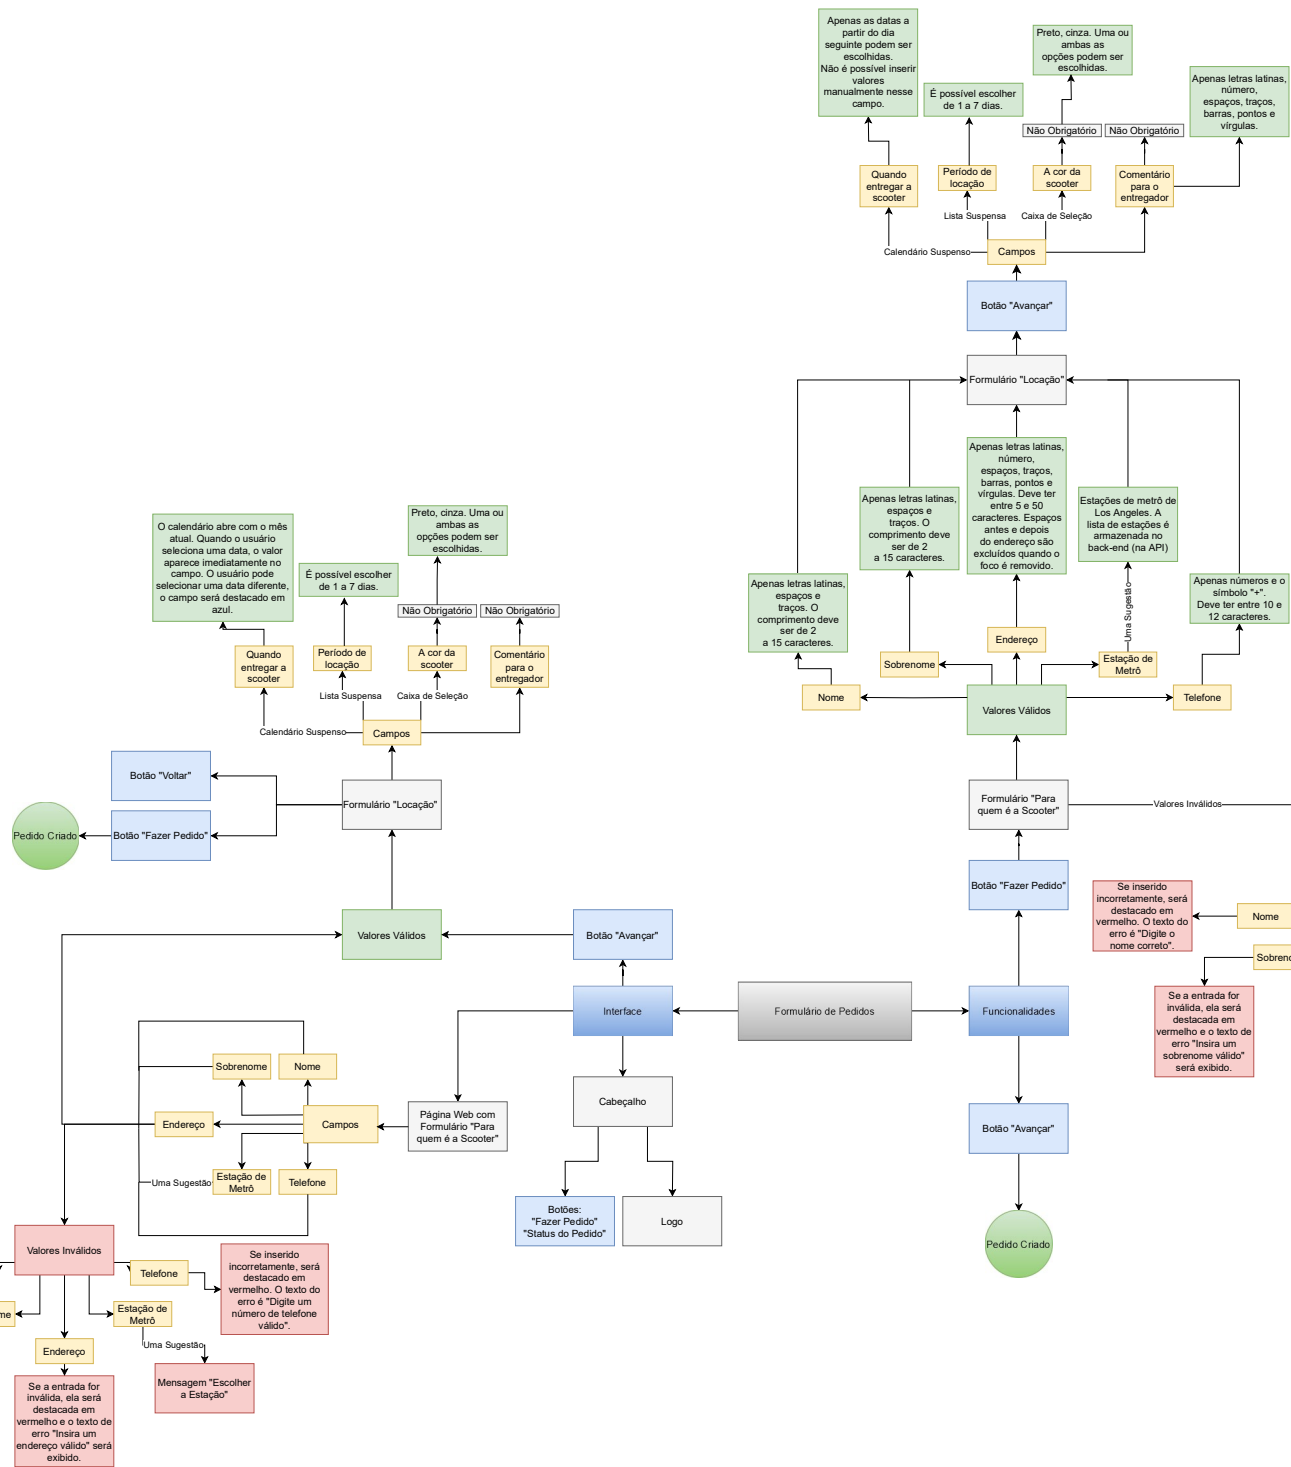 Apenas as datas a
partir do dia
seguinte podem ser
escolhidas.
Não é possível inserir
valores
manualmente nesse
campo.
É possível escolher
de 1 a 7 dias.
Preto, cinza. Uma ou
ambas as
opções podem ser
escolhidas.
Apenas letras latinas,
número,
espaços, traços,
barras, pontos e
vírgulas.
Não Obrigatório
Não Obrigatório
Quando
entregar a
scooter
Período de
locação
A cor da
scooter
Comentário
para o
entregador
Lista Suspensa
Caixa de Seleção
Calendário Suspenso
Campos
Botão "Avançar"
Formulário "Locação"
Apenas letras latinas,
espaços e
traços. O
comprimento deve
ser de 2
a 15 caracteres.
Apenas letras latinas,
espaços e
traços. O
comprimento deve
ser de 2
a 15 caracteres.
Apenas letras latinas,
número,
espaços, traços,
barras, pontos e
vírgulas. Deve ter
entre 5 e 50
caracteres. Espaços
antes e depois
do endereço são
excluídos quando o
foco é removido.
Estações de metrô de
Los Angeles. A
lista de estações é
armazenada no
back-end (na API)
Apenas números e o
símbolo "+".
Deve ter entre 10 e
12 caracteres.
Uma Sugestão
Nome
Sobrenome
Endereço
Estação de
Metrô
Telefone
Valores Válidos
Formulário "Para
quem é a Scooter"
Valores Inválidos
Botão "Fazer Pedido"
Se inserido
incorretamente, será
destacado em
vermelho. O texto do
erro é "Digite o
nome correto".
Nome
Sobreno
Se a entrada for
inválida, ela será
destacada em
vermelho e o texto de
erro "Insira um
sobrenome válido"
será exibido.
O calendário abre com o mês
atual. Quando o usuário
seleciona uma data, o valor
aparece imediatamente no
campo. O usuário pode
selecionar uma data diferente,
o campo será destacado em
azul.
É possível escolher
de 1 a 7 dias.
Preto, cinza. Uma ou
ambas as
opções podem ser
escolhidas.
Não Obrigatório
Não Obrigatório
Quando
entregar a
scooter
Período de
locação
A cor da
scooter
Comentário
para o
entregador
Lista Suspensa
Caixa de Seleção
Calendário Suspenso
Campos
Botão "Voltar"
Formulário "Locação"
Pedido Criado
Botão "Fazer Pedido"
Valores Válidos
Botão "Avançar"
Interface
Formulário de Pedidos
Funcionalidades
Cabeçalho
Botões:
"Fazer Pedido"
"Status do Pedido"
Logo
Botão "Avançar"
Pedido Criado
Página Web com
Formulário "Para
quem é a Scooter"
Campos
Sobrenome
Nome
Endereço
Uma Sugestão
Estação de
Metrô
Telefone
Valores Inválidos
Telefone
Se inserido
incorretamente, será
destacado em
vermelho. O texto do
erro é "Digite um
número de telefone
válido".
me
Estação de
Metrô
Uma Sugestão
Mensagem "Escolher
a Estação"
Endereço
Se a entrada for
inválida, ela será
destacada em
vermelho e o texto de
erro "Insira um
endereço válido" será
exibido.